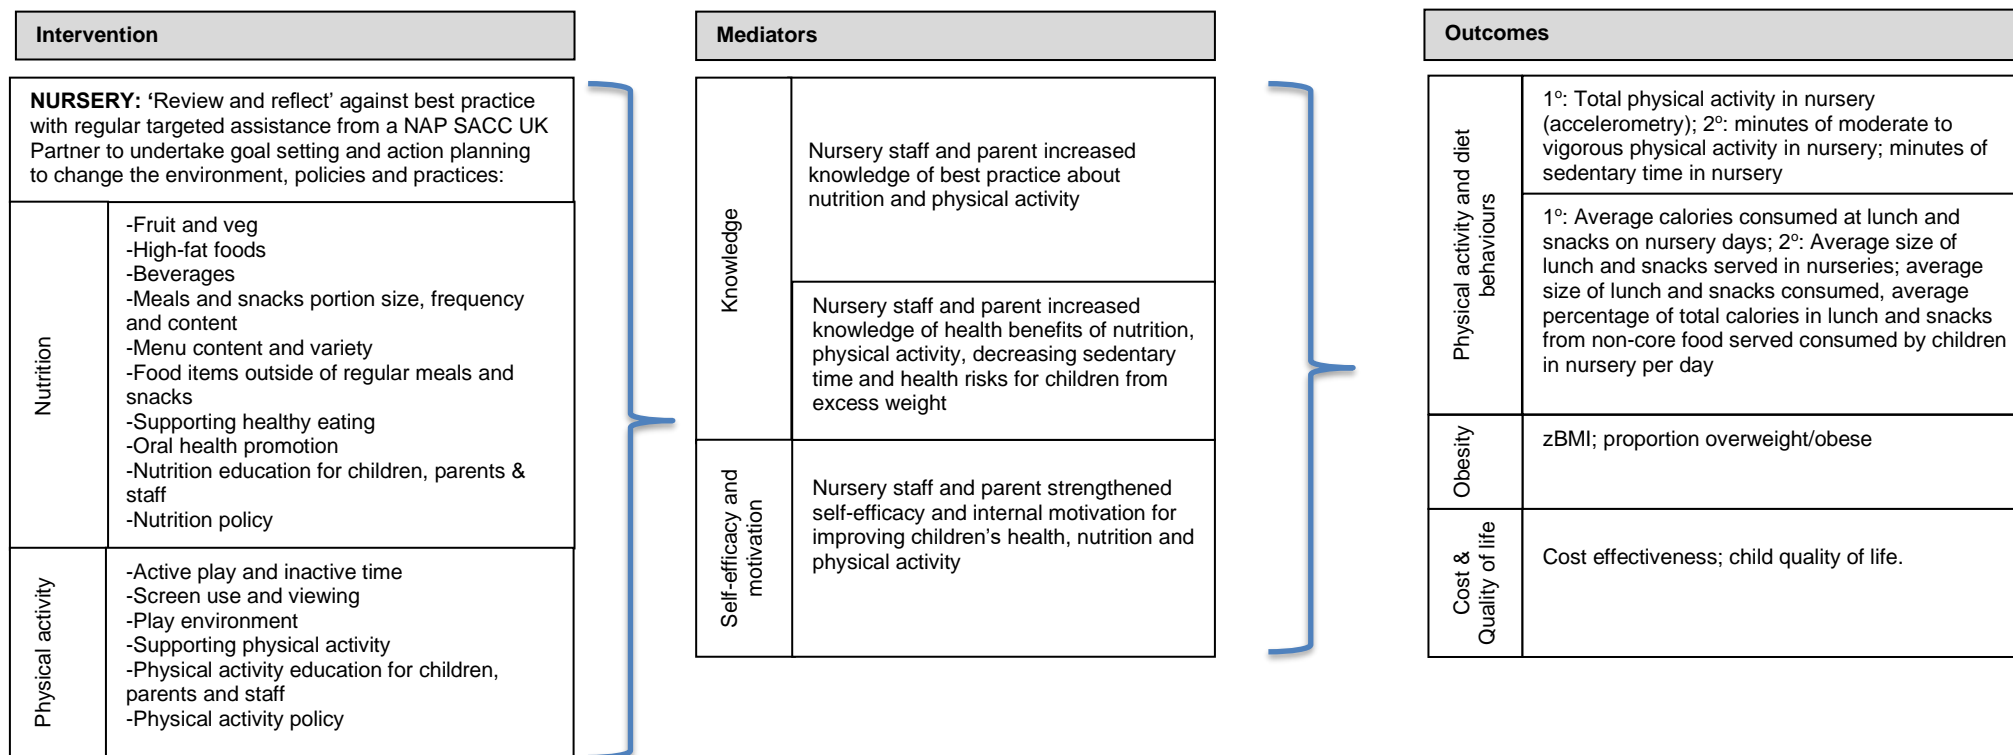 Intervention
NURSERY: ‘Review and reflect’ against best practice
with regular targeted assistance from a NAP SACC UK
Partner to undertake goal setting and action planning
to change the environment, policies and practices:
Nutrition
-Fruit and veg
-High-fat foods
-Beverages
-Meals and snacks portion size, frequency
and content
-Menu content and variety
-Food items outside of regular meals and
snacks
-Supporting healthy eating
-Oral health promotion
-Nutrition education for children, parents &
staff
-Nutrition policy
Physical activity
-Active play and inactive time
-Screen use and viewing
-Play environment
-Supporting physical activity
-Physical activity education for children,
parents and staff
-Physical activity policy
Mediators
Knowledge
Nursery staff and parent increased
knowledge of best practice about
nutrition and physical activity
Nursery staff and parent increased
knowledge of health benefits of nutrition,
physical activity, decreasing sedentary
time and health risks for children from
excess weight
Self-efficacy and
motivation
Nursery staff and parent strengthened
self-efficacy and internal motivation for
improving children’s health, nutrition and
physical activity
Outcomes
Physical activity and diet
behaviours
1º: Total physical activity in nursery
(accelerometry); 2º: minutes of moderate to
vigorous physical activity in nursery; minutes of
sedentary time in nursery
1º: Average calories consumed at lunch and
snacks on nursery days; 2º: Average size of
lunch and snacks served in nurseries; average
size of lunch and snacks consumed, average
percentage of total calories in lunch and snacks
from non-core food served consumed by children
in nursery per day
Obesity
zBMI; proportion overweight/obese
Cost &
Quality of life
Cost effectiveness; child quality of life.